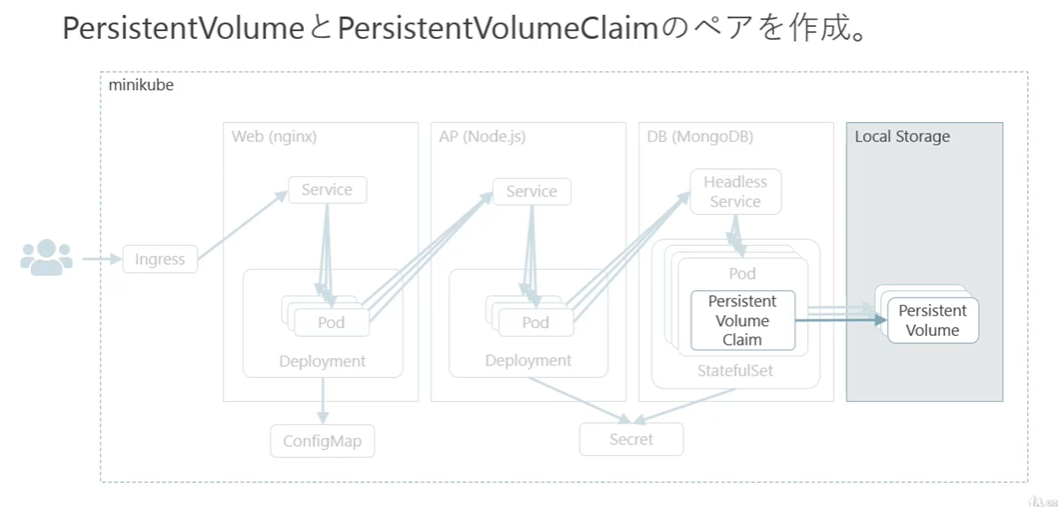 PersistentVolumeとPersistentVolumeClaimのペアを作成。
minikube
Web (nginx)
AP (Node.js)
DB (MongoDB)
Local Storage
Service
Service
Headless
Service
Ingress
Pod
Persistent
Volume
Claim
Persistent
Volume
Pod
Pod
Deployment
Deployment
StatefulSet
ConfigMap
Secret